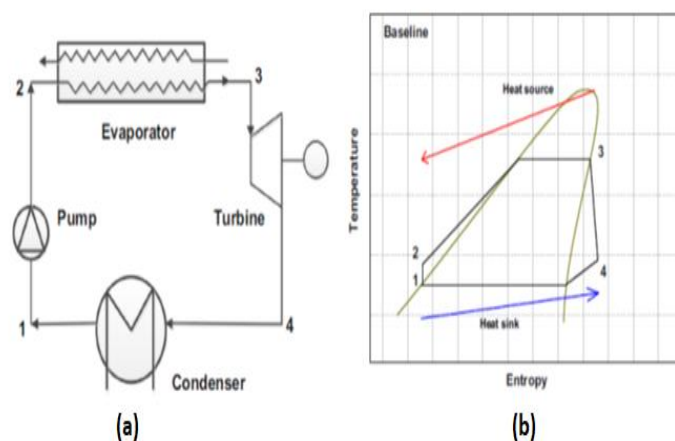 2
3
Evaporator
Pump
Turbine
1
4
Condenser
(a)
Baseline
Heat source
Temperature
3
2
1
4
Heat sink
Entropy
(b)